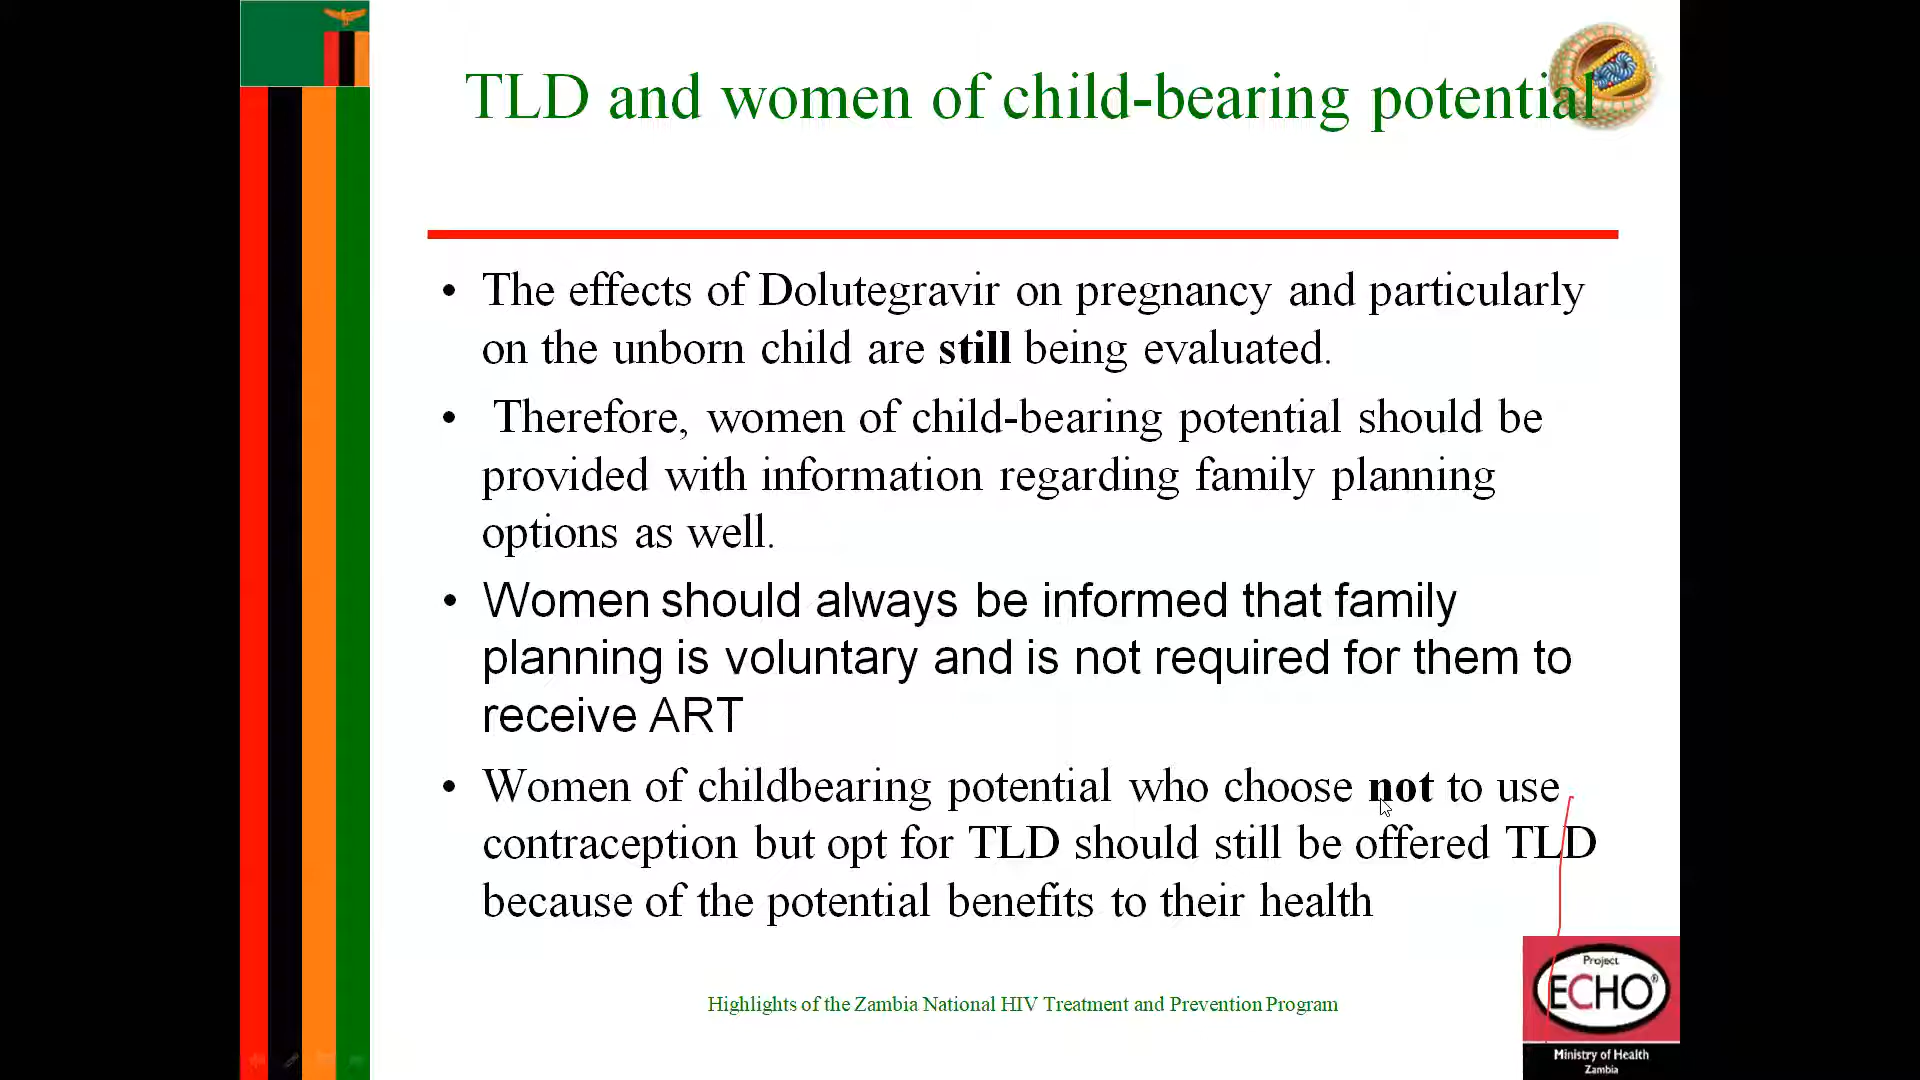 TLD and women of child-bearing potential
• The effects of Dolutegravir on pregnancy and particularly
on the unborn child are still being evaluated.
• Therefore, women of child-bearing potential should be
provided with information regarding family planning
options as well.
• Women should always be informed that family
planning is voluntary and is not required for them to
receive ART
• Women of childbearing potential who choose not to use
contraception but opt for TLD should still be offered TLD
because of the potential benefits to their health
Highlights of the Zambia National HIV Treatment and Prevention Program
Project
ECHO®
Ministry of Health
Zambia